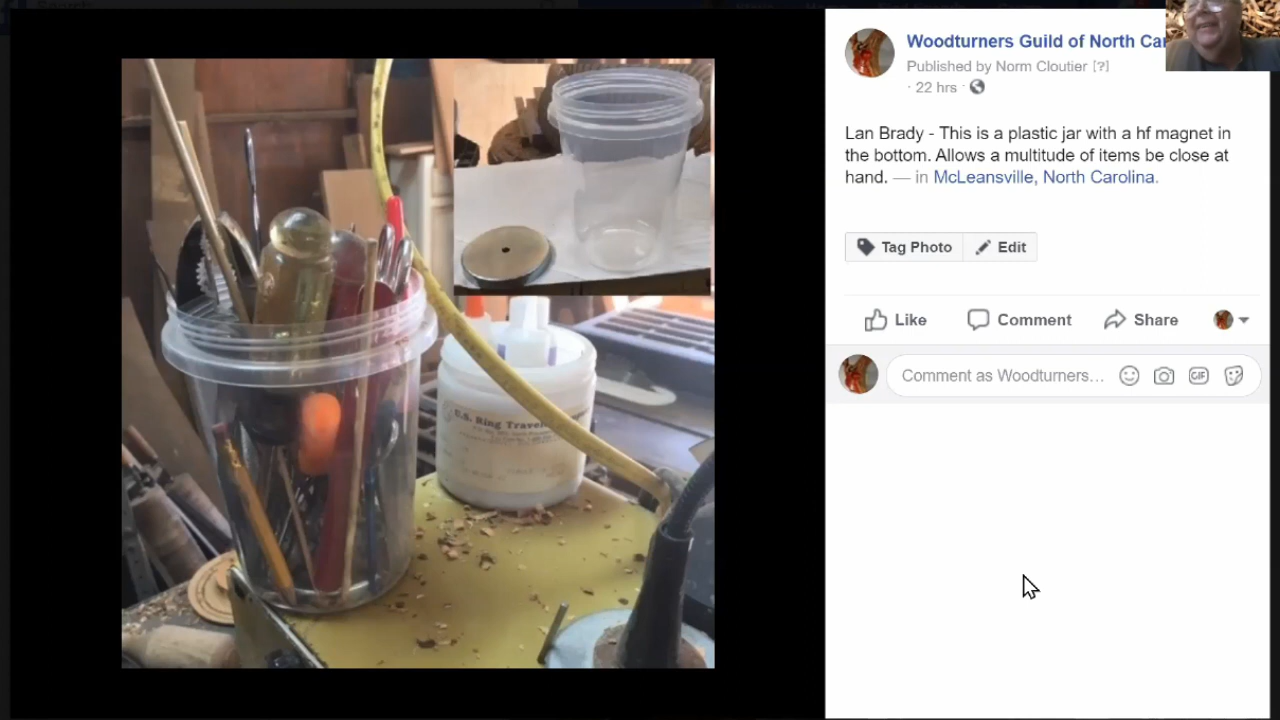 Woodturners Guild of North Car
Published by Norm Cloutier [?]
· 22 hrs ·
Lan Brady - This is a plastic jar with a hf magnet in
the bottom. Allows a multitude of items be close at
hand. — in McLeansville, North Carolina.
Tag Photo Edit
Like Comment Share
Comment as Woodturners...
GIF
U.S. Ring Travel